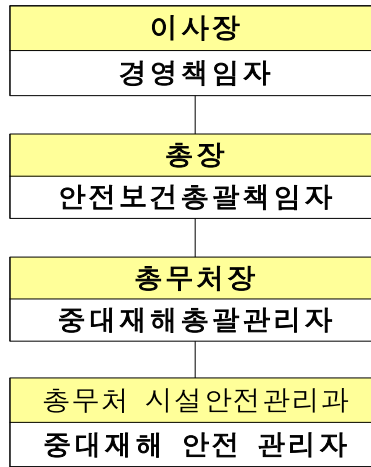 이사장
경영책임자
총장
안전보건총괄책임자
총무처장
중대재해총괄관리자
총무처 시설안전관리과
중대재해 안전 관리자